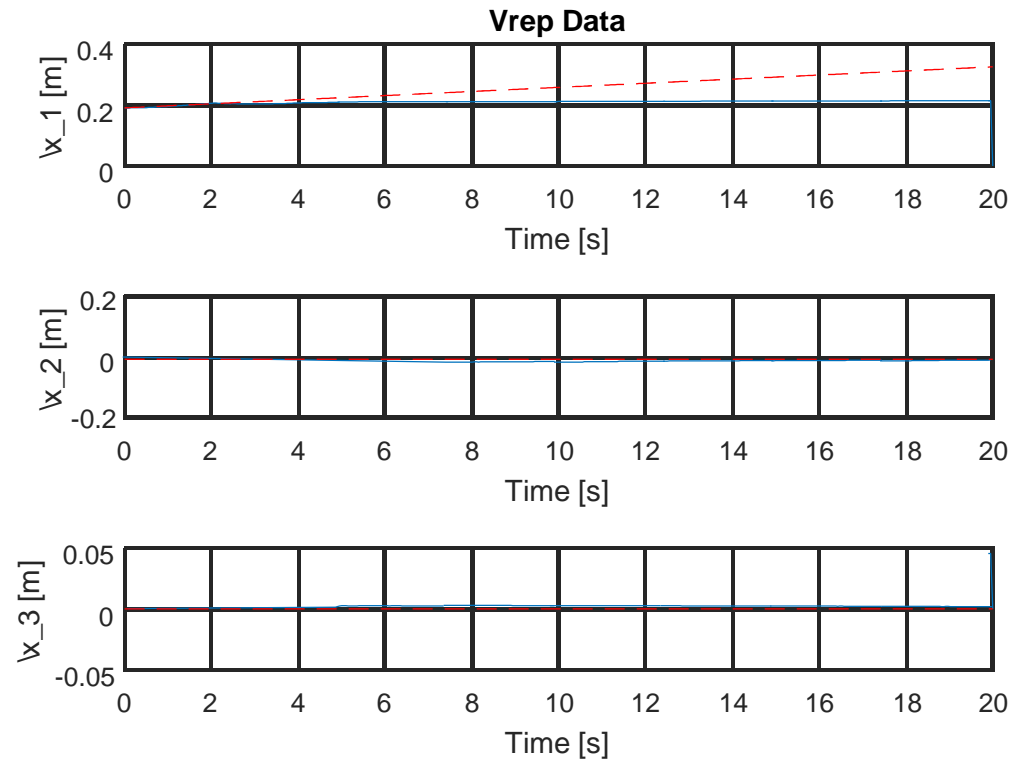 Vrep Data
\x_1 [m]
0.4
0.2
0
0 2 4 6 8 10 12 14 16 18 20
Time [s]
\x_2 [m]
0.2
0
-0.2
0 2 4 6 8 10 12 14 16 18 20
Time [s]
\x_3 [m]
0.05
0
-0.05
0 2 4 6 8 10 12 14 16 18 20
Time [s]